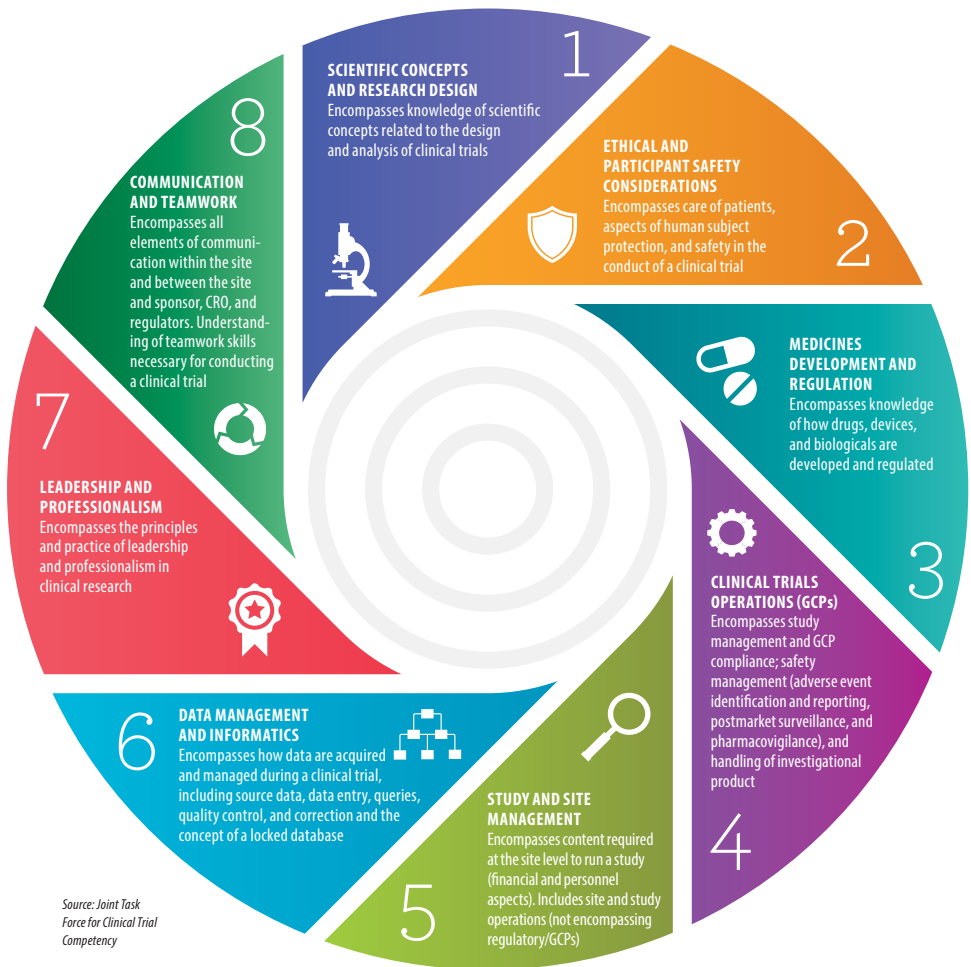 1
SCIENTIFIC CONCEPTS
AND RESEARCH DESIGN
Encompasses knowledge of scientific
concepts related to the design
and analysis of clinical trials
2
ETHICAL AND
PARTICIPANT SAFETY
CONSIDERATIONS
Encompasses care of patients,
aspects of human subject
protection, and safety in the
conduct of a clinical trial
3
MEDICINES
DEVELOPMENT AND
REGULATION
Encompasses knowledge
of how drugs, devices,
and biologicals are
developed and regulated
4
CLINICAL TRIALS
OPERATIONS (GCPs)
Encompasses study
management and GCP
compliance; safety
management (adverse event
identification and reporting,
postmarket surveillance, and
pharmacovigilance), and
handling of investigational
product
5
STUDY AND SITE
MANAGEMENT
Encompasses content required
at the site level to run a study
(financial and personnel
aspects). Includes site and study
operations (not encompassing
regulatory/GCPs)
6
DATA MANAGEMENT
AND INFORMATICS
Encompasses how data are acquired
and managed during a clinical trial,
including source data, data entry, queries,
quality control, and correction and the
concept of a locked database
7
LEADERSHIP AND
PROFESSIONALISM
Encompasses the principles
and practice of leadership
and professionalism in
clinical research
8
COMMUNICATION
AND TEAMWORK
Encompasses all
elements of communi-
cation within the site
and between the site
and sponsor, CRO, and
regulators. Understand-
ing of teamwork skills
necessary for conducting
a clinical trial
Source: Joint Task
Force for Clinical Trial
Competency